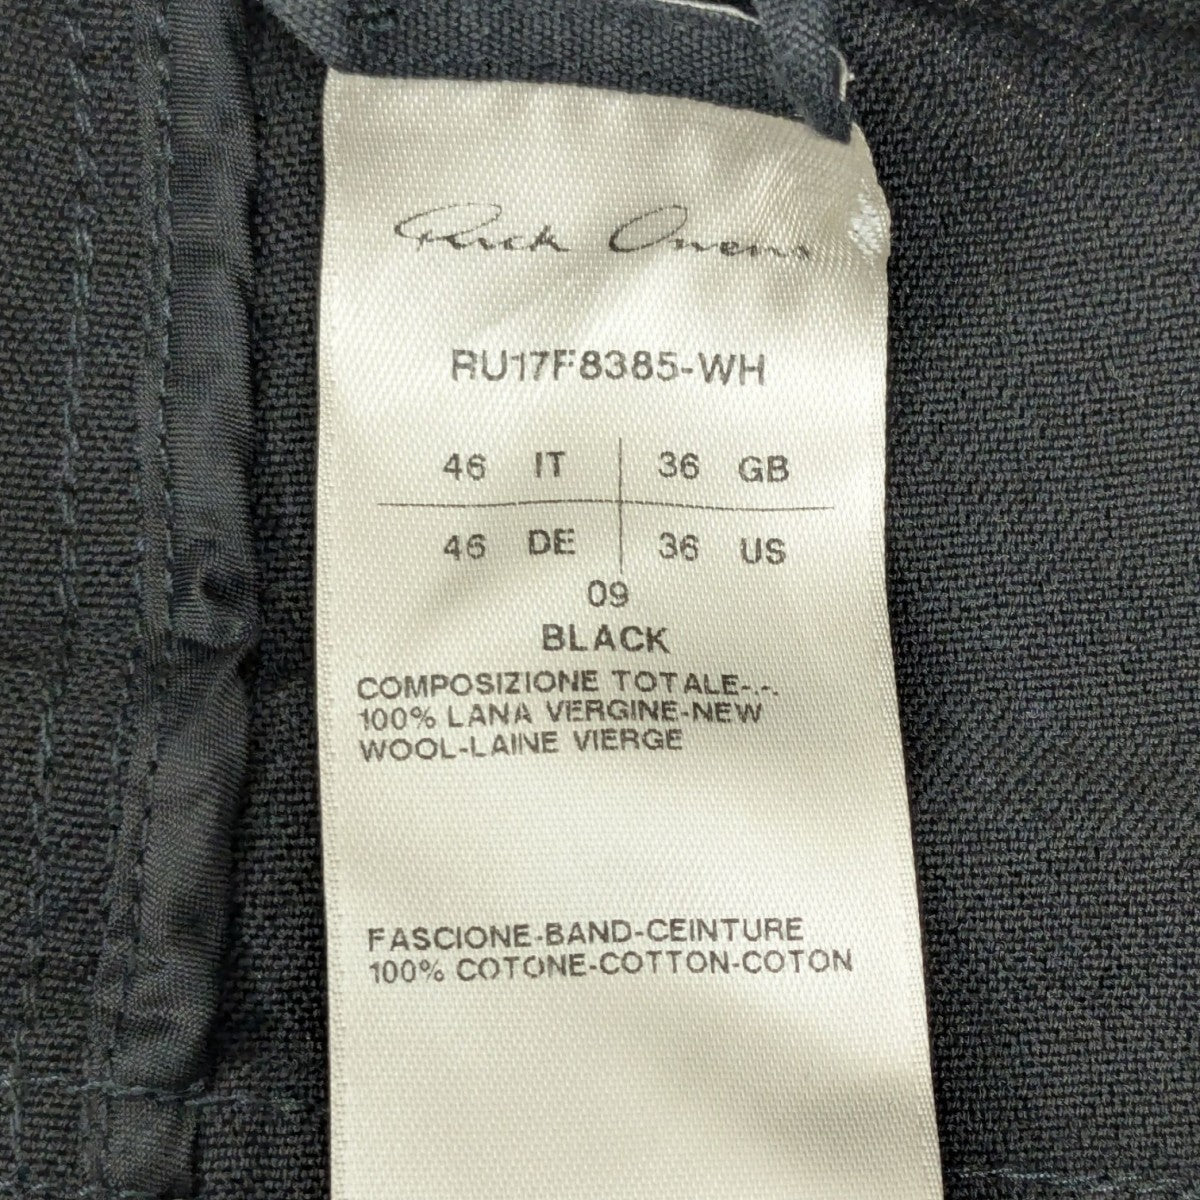 Rick Owens
RU17F8385-WH
46 IT 36 GB
46 DE 36 US
09
BLACK
COMPOSIZIONE TOTALE-.-.
100% LANA VERGINE-NEW
WOOL-LAINE VIERGE
FASCIONE-BAND-CEINTURE
100% COTONE-COTTON-COTON